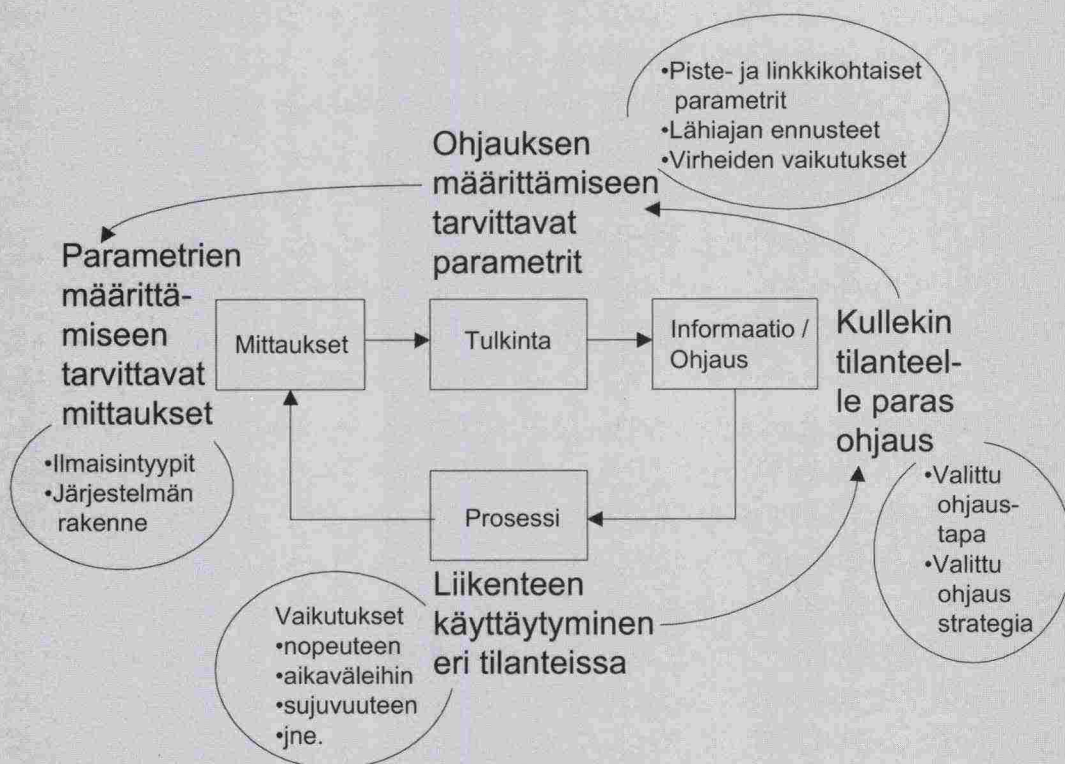 •Piste- ja linkkikohtaiset
parametrit
•Lähiajan ennusteet
•Virheiden vaikutukset
Ohjauksen
määrittämiseen
tarvittavat
parametrit
Parametrien
määrittä-
miseen
tarvittavat
mittaukset
•Ilmaisintyypit
•Järjestelmän
rakenne
Mittaukset
Tulkinta
Informaatio /
Ohjaus
Kullekin
tilanteel-
le paras
ohjaus
•Valittu
ohjaus-
tapa
•Valittu
ohjaus
strategia
Prosessi
Liikenteen
käyttäytyminen
eri tilanteissa
Vaikutukset
•nopeuteen
•aikaväleihin
•sujuvuuteen
•jne.